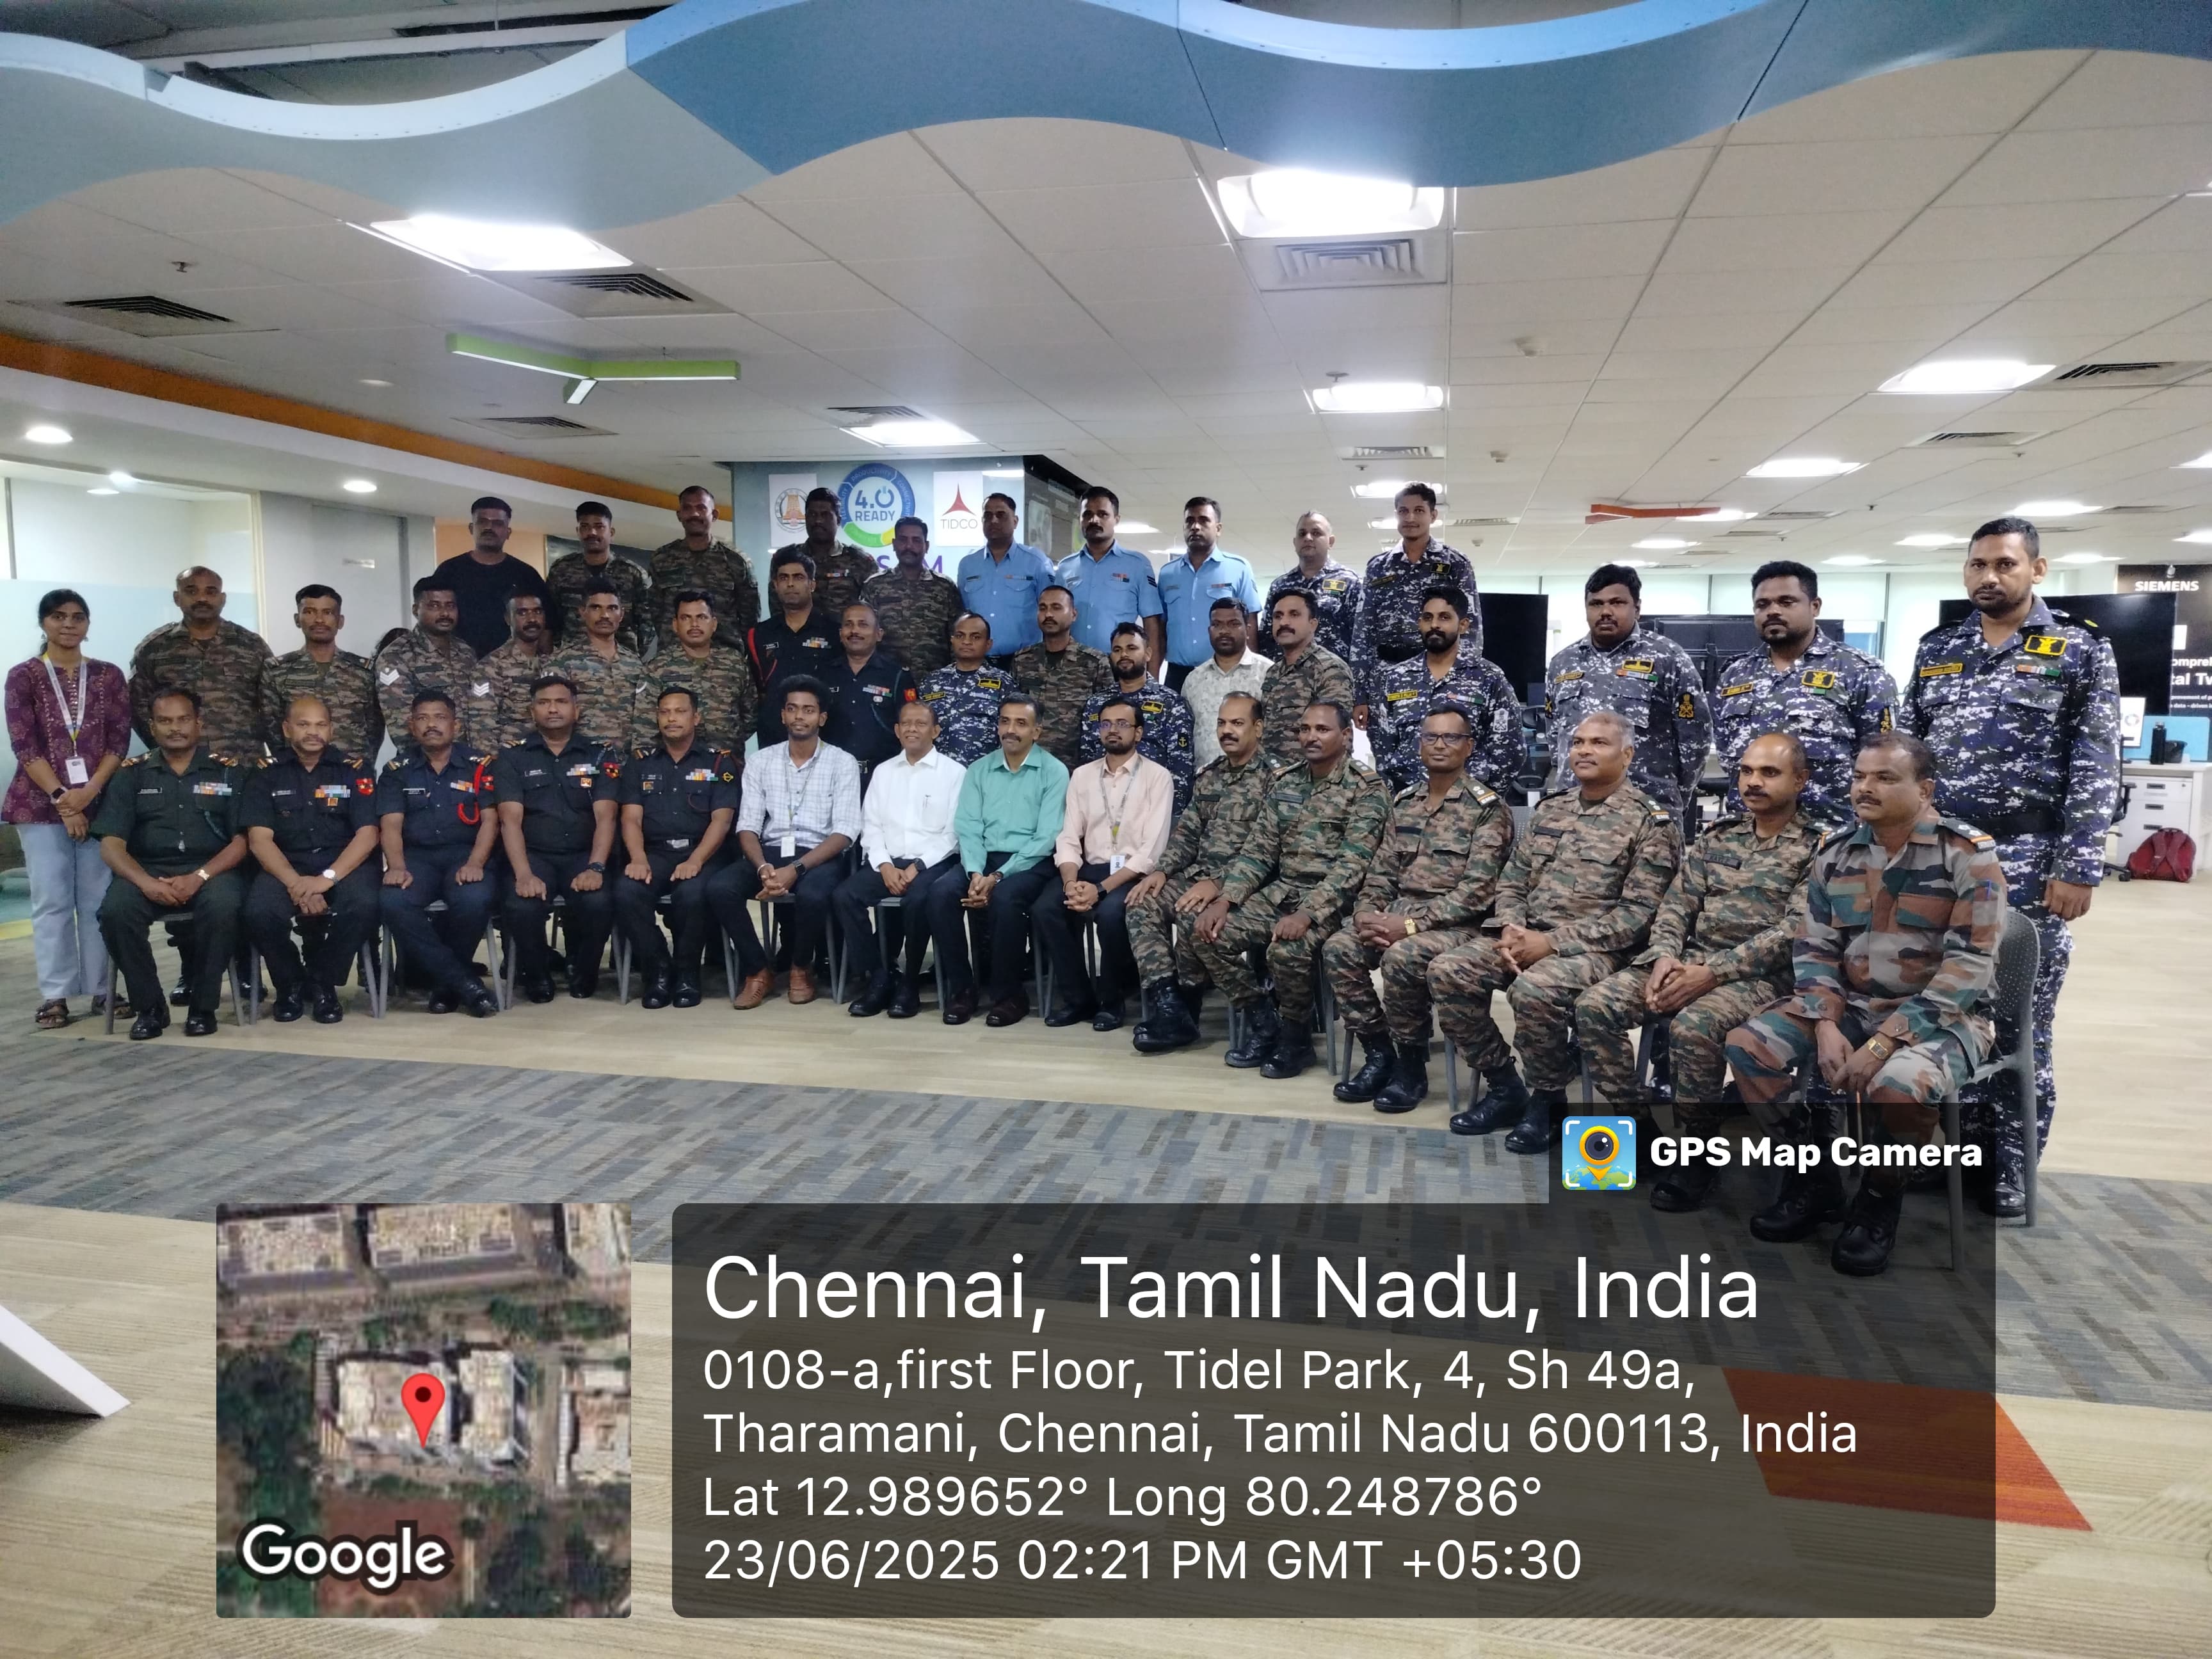 4.0
READY
TIDCO
SIEMENS
GPS Map Camera
Chennai, Tamil Nadu, India
0108-a,first Floor, Tidel Park, 4, Sh 49a,
Tharamani, Chennai, Tamil Nadu 600113, India
Lat 12.989652° Long 80.248786°
23/06/2025 02:21 PM GMT +05:30
Google